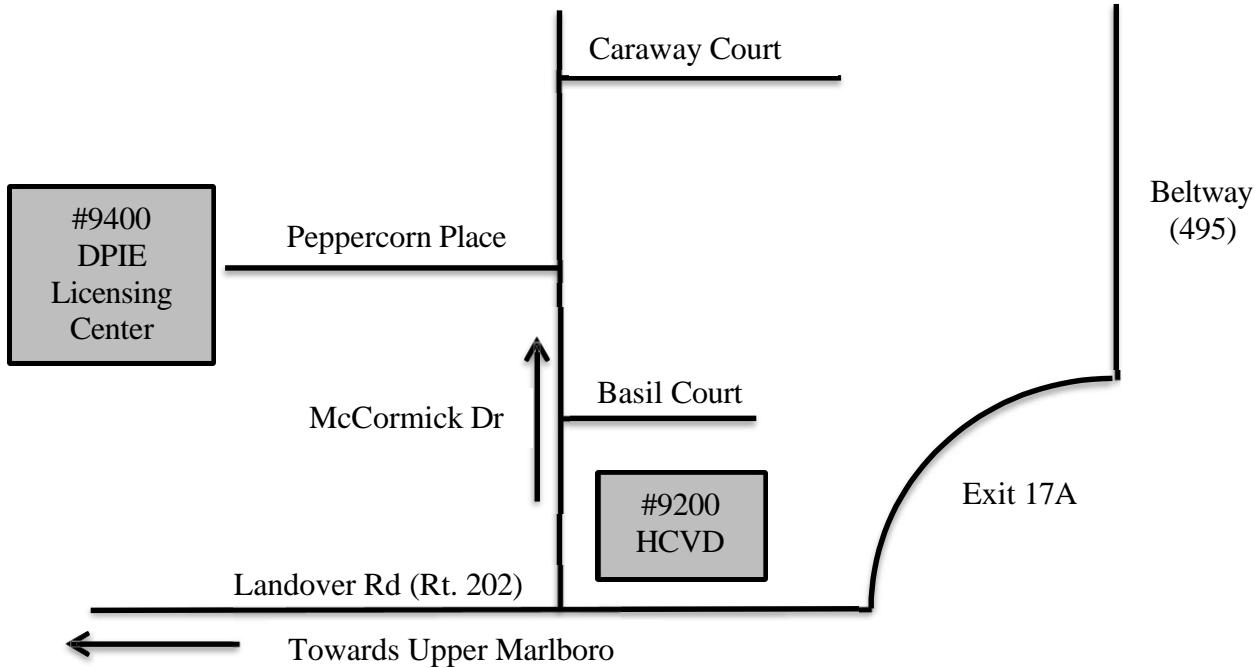 Caraway Court
Beltway
(495)
#9400
DPIE
Licensing
Center
Peppercorn Place
McCormick Dr
Basil Court
#9200
HCVD
Exit 17A
Landover Rd (Rt. 202)
Towards Upper Marlboro